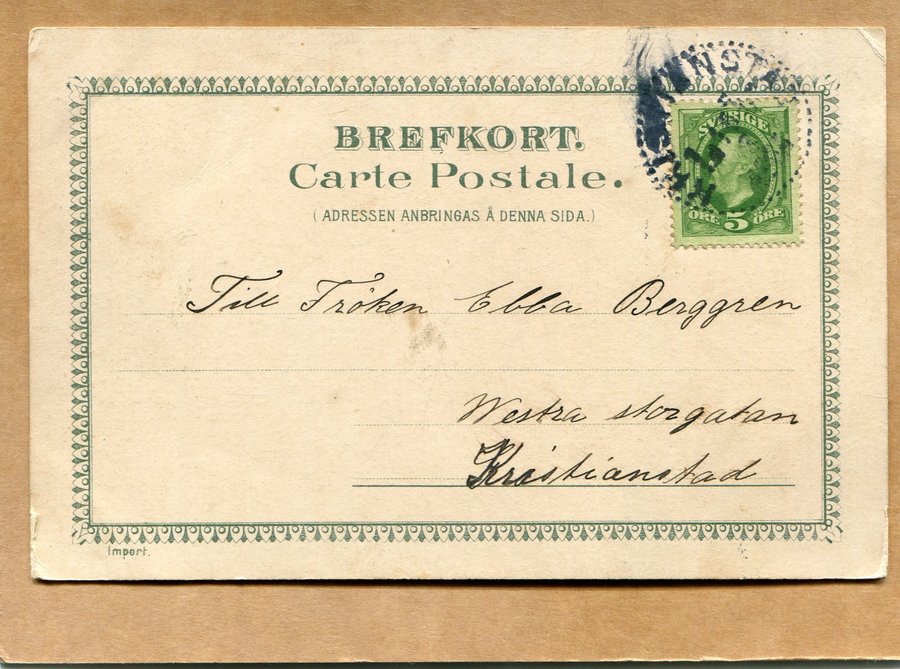 BREFKORT.
Carte Postale.
(ADRESSEN ANBRINGAS Å DENNA SIDA.)
SVERIGE
ÖRE 5 ÖRE
Till Fröken Ebba Berggren
Westra storgatan
Kristianstad
Import.